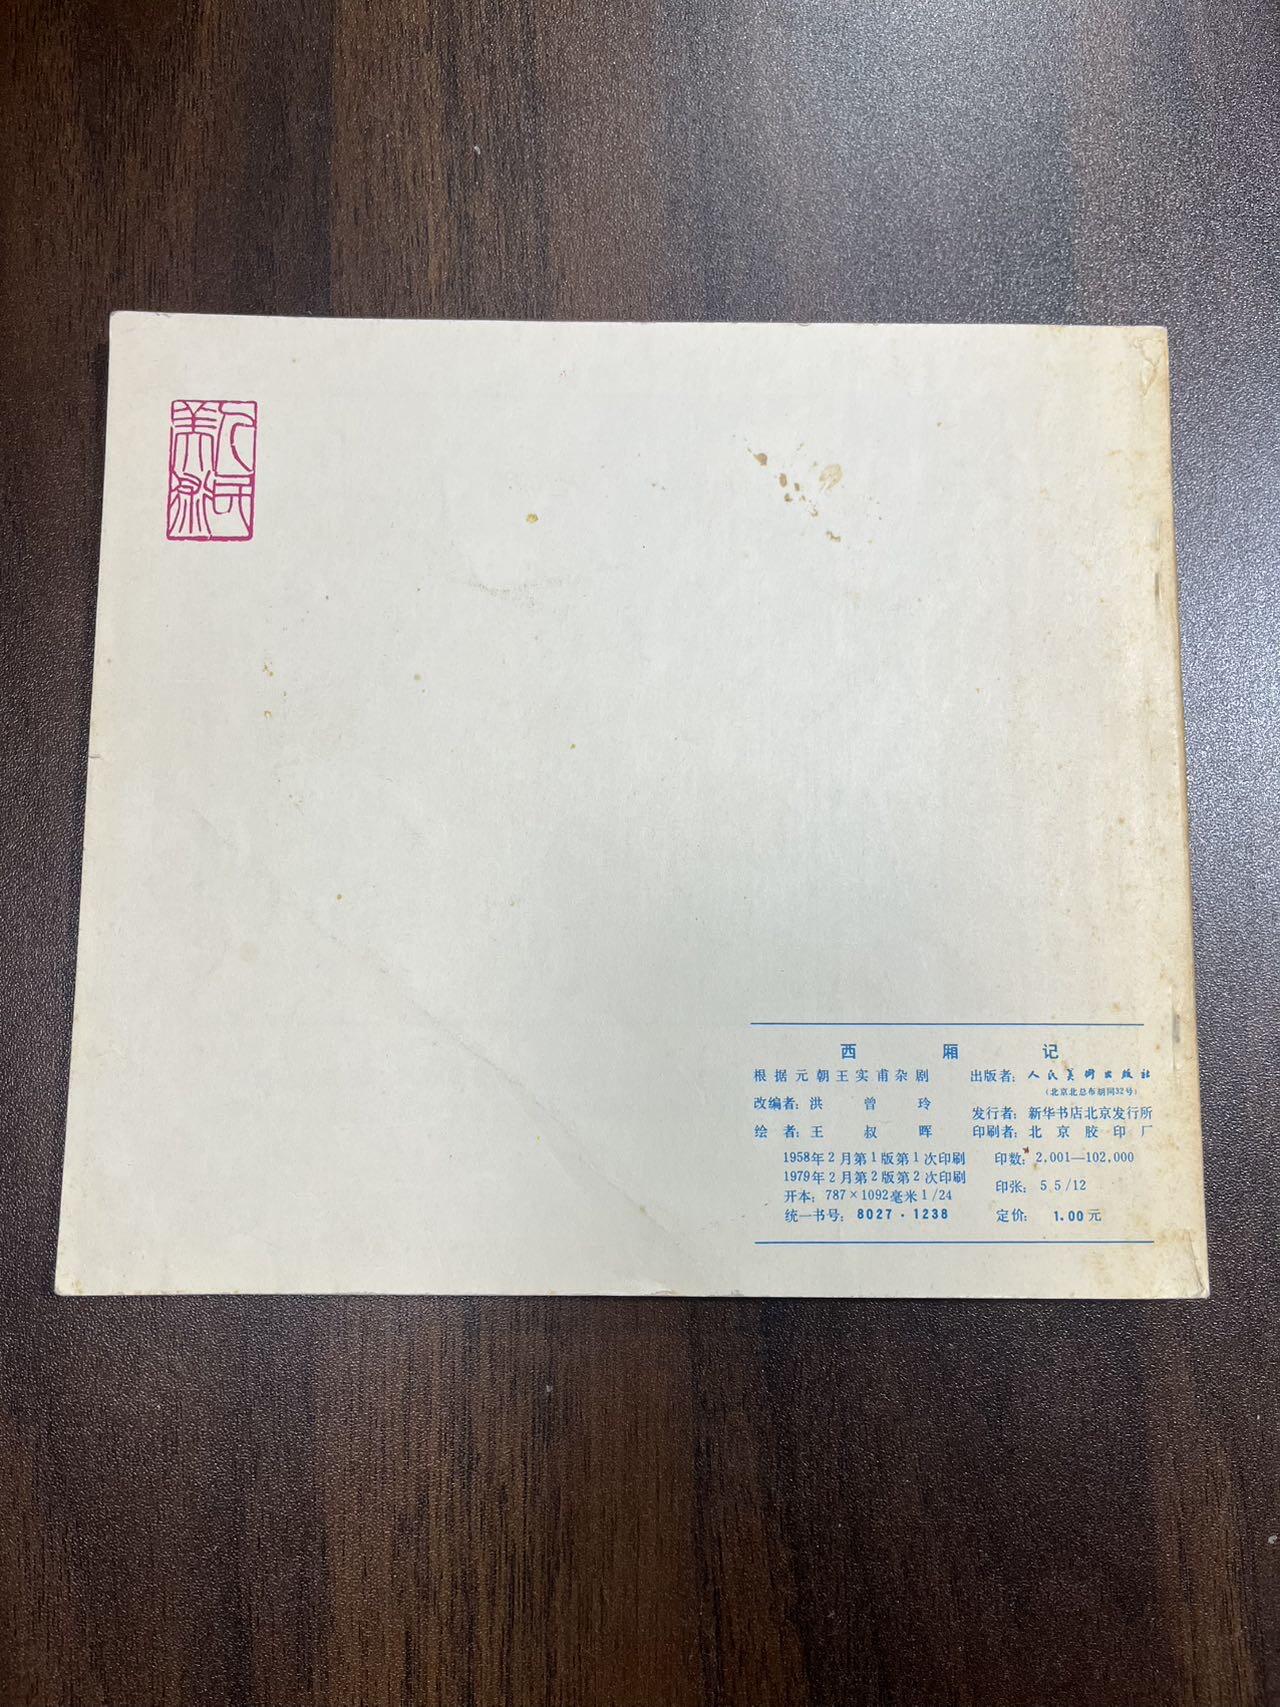 人民
美術
西厢记
根据元朝王实甫杂剧
改编者：洪曾玲
绘者：王叔晖
出版者：人民美术出版社
（北京北总布胡同32号）
发行者：新华书店北京发行所
印刷者：北京胶印厂
1958年2月第1版第1次印刷
1979年2月第2版第2次印刷
开本：787×1092毫米1/24
统一书号：8027·1238
印数：2,001—102,000
印张：5 5/12
定价：1.00元